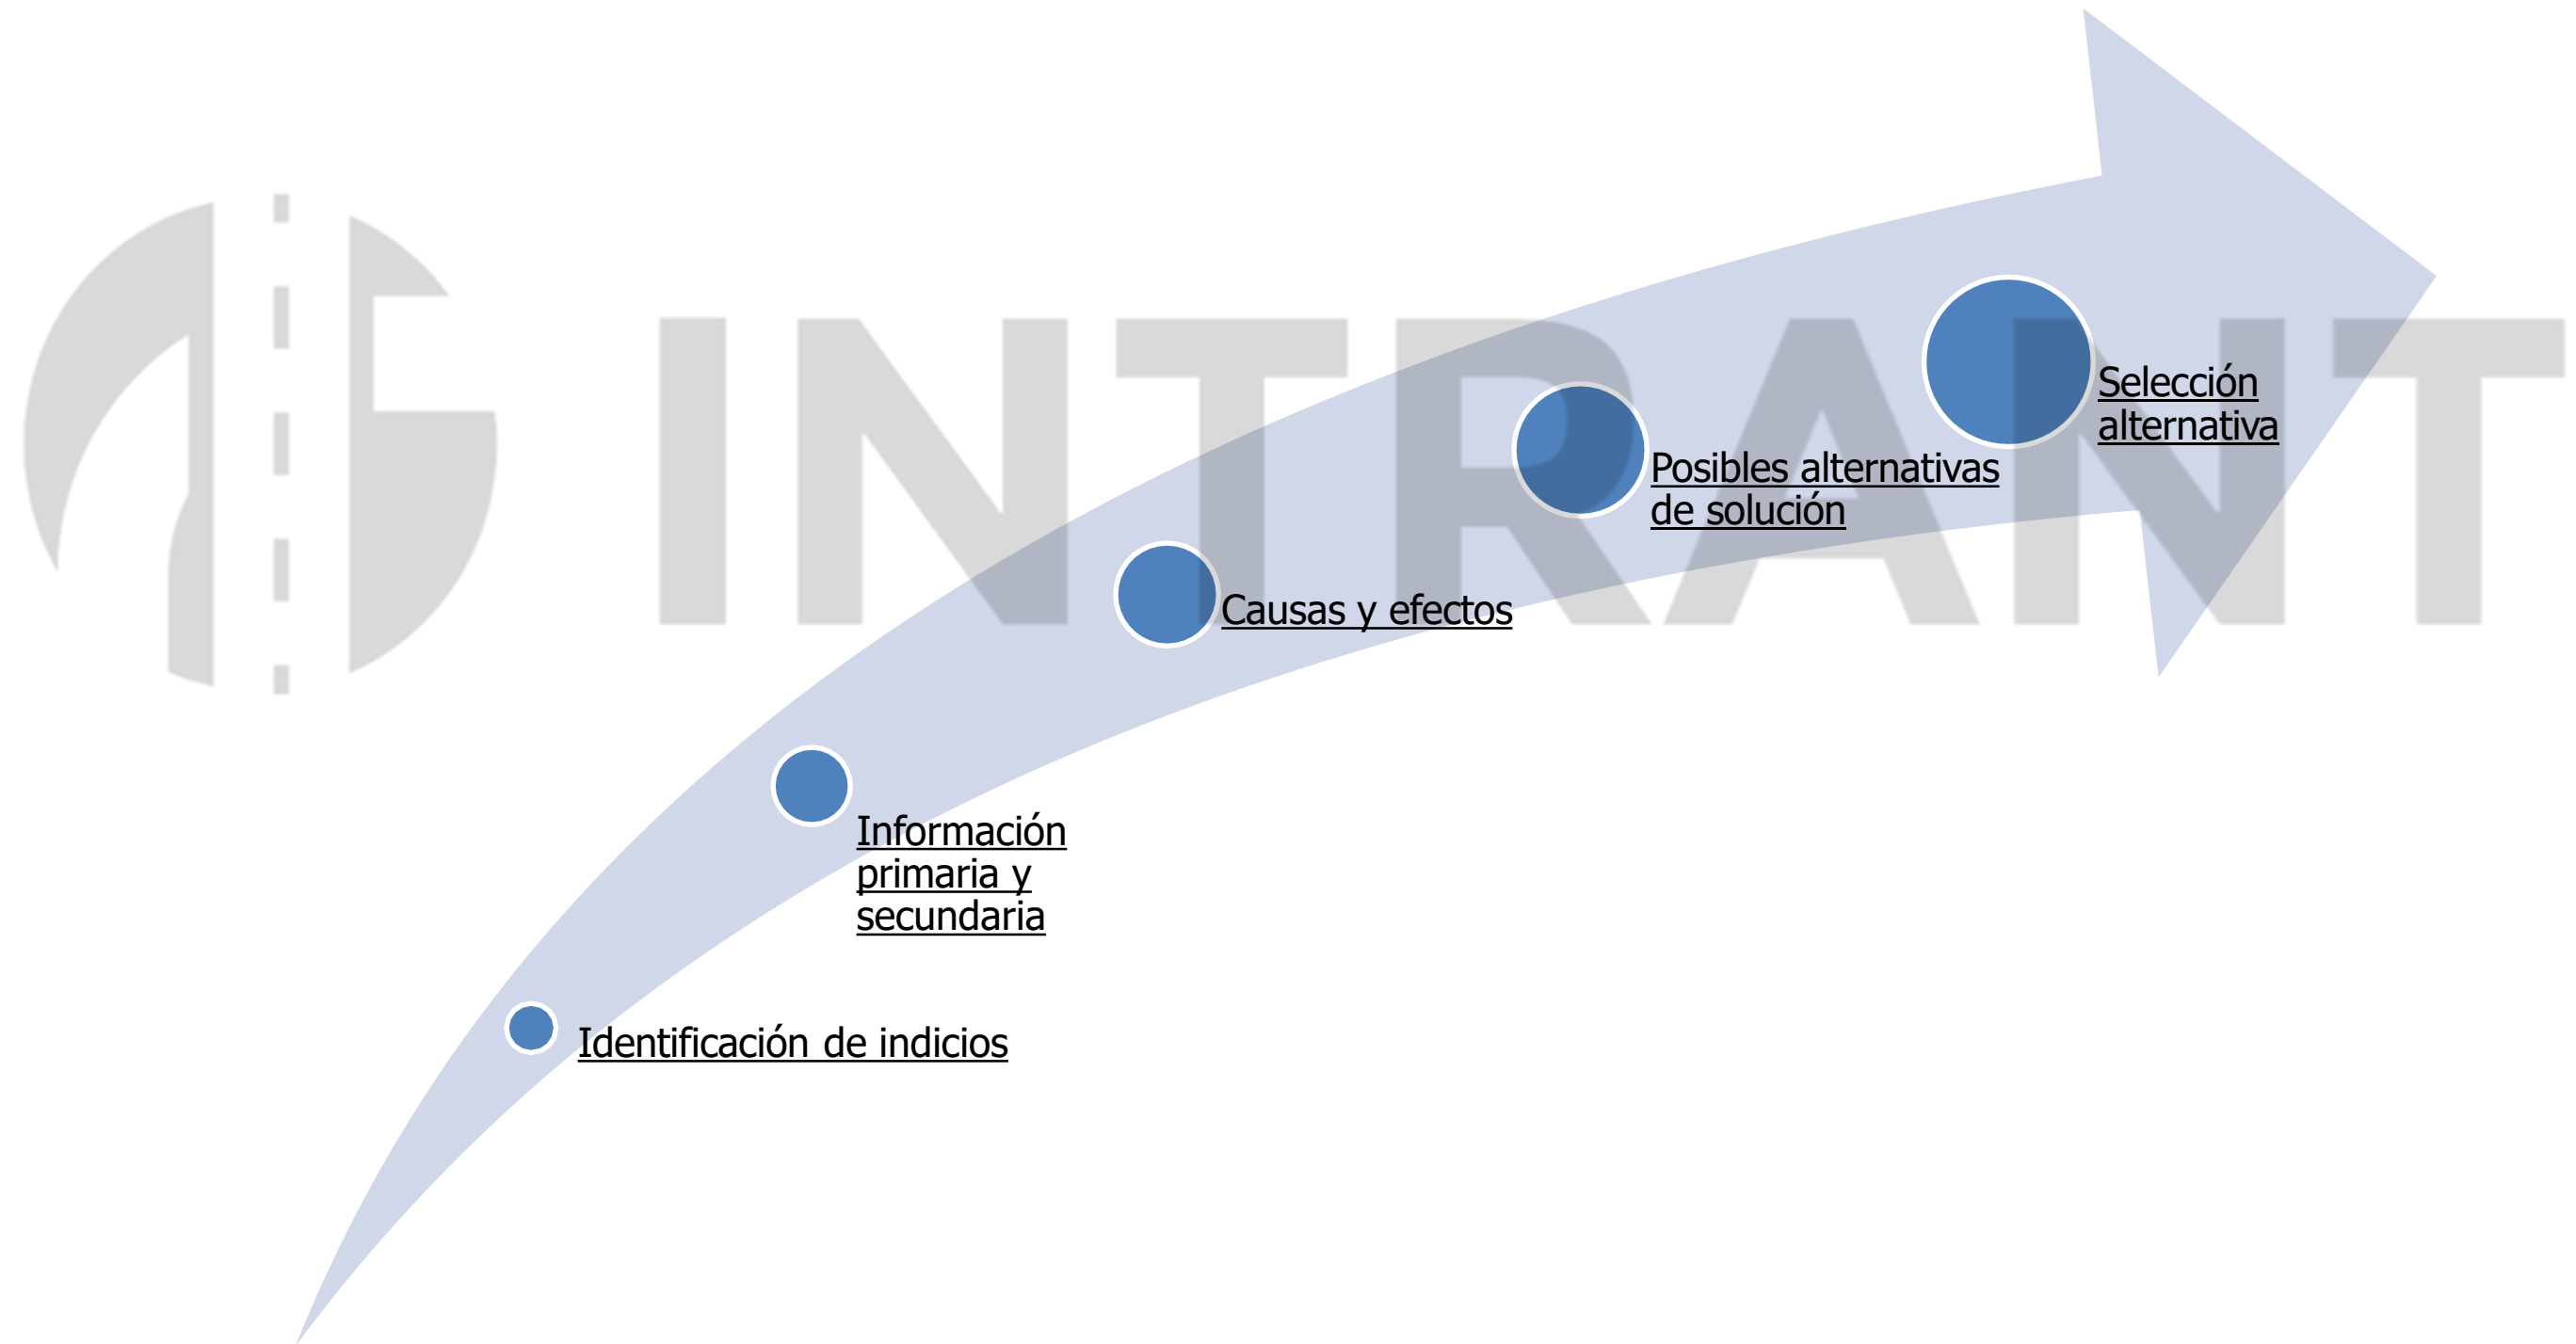 INTRANT
Selección
alternativa
Posibles alternativas
de solución
Causas y efectos
Información
primaria y
secundaria
Identificación de indicios